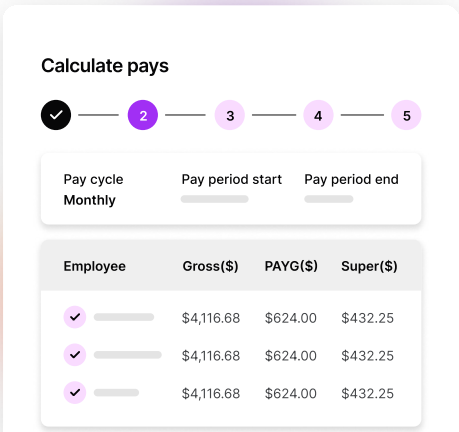 Calculate pays
2 3 4 5
Pay cycle Pay period start Pay period end
Monthly
Employee Gross($) PAYG($) Super($)
$4,116.68 $624.00 $432.25
$4,116.68 $624.00 $432.25
$4,116.68 $624.00 $432.25